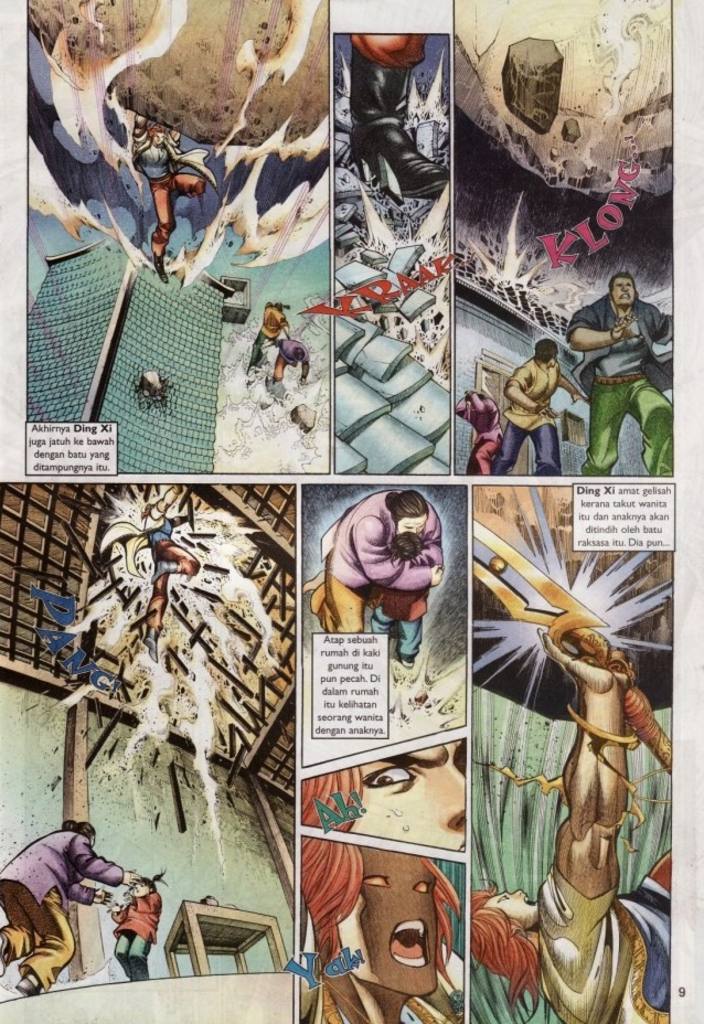 KRAAK
KLONG...
Akhirnya Ding Xi
juga jatuh ke bawah
dengan batu yang
ditampungnya itu.
PANG
Atap sebuah
rumah di kaki
gunung itu
pun pecah. Di
dalam rumah
itu kelihatan
seorang wanita
dengan anaknya.
Ah!
Yah!
Ding Xi amat gelisah
kerana takut wanita
itu dan anaknya akan
ditindih oleh batu
raksasa itu. Dia pun...
9